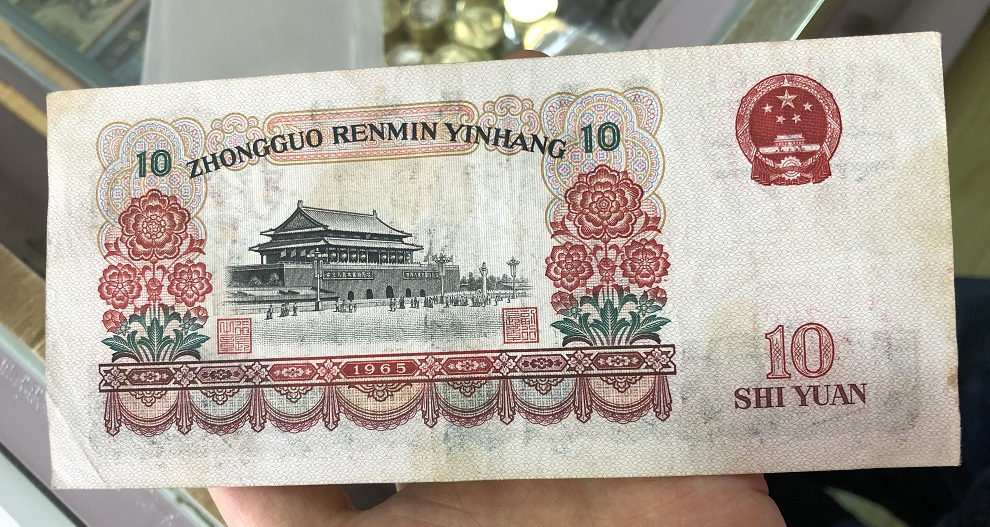 10 ZHONGGUO RENMIN YINHANG 10
1965
10
SHI YUAN